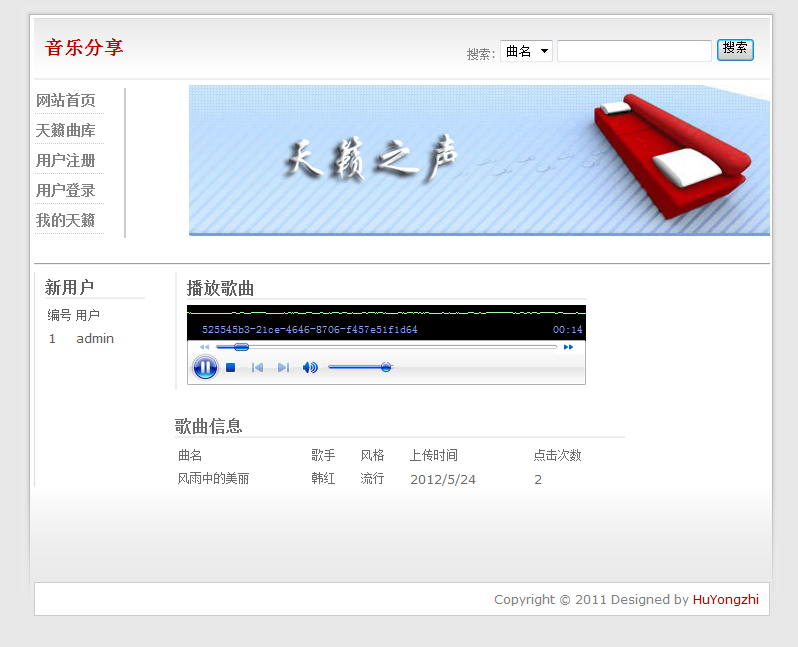 音乐分享
搜索: 曲名 搜索
网站首页
天籁曲库
用户注册
用户登录
我的天籁
天籁之声
新用户
编号 用户
1 admin
播放歌曲
525545b3-21ce-4646-8706-f457e51f1d64 00:14
歌曲信息
曲名 歌手 风格 上传时间 点击次数
风雨中的美丽 韩红 流行 2012/5/24 2
Copyright © 2011 Designed by HuYongzhi